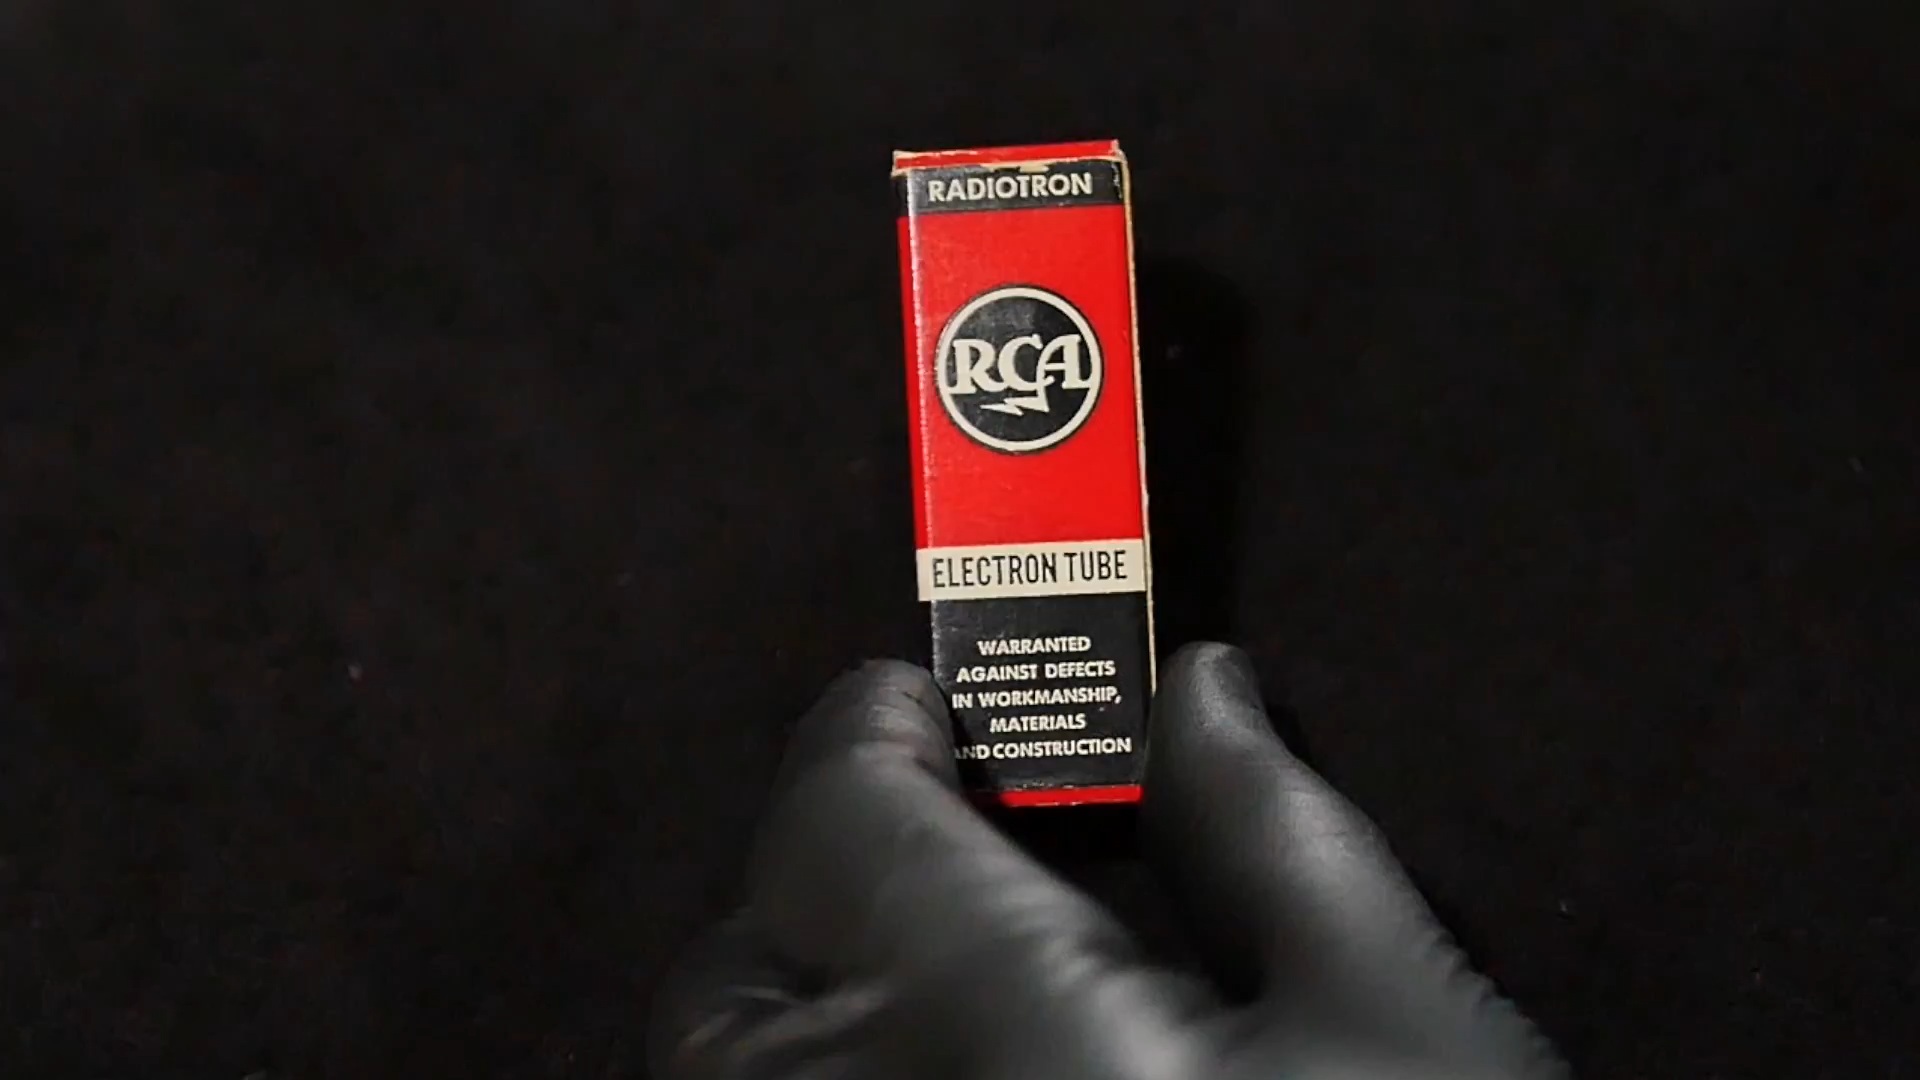 RADIOTRON
RCA
ELECTRON TUBE
WARRANTED
AGAINST DEFECTS
IN WORKMANSHIP,
MATERIALS
AND CONSTRUCTION